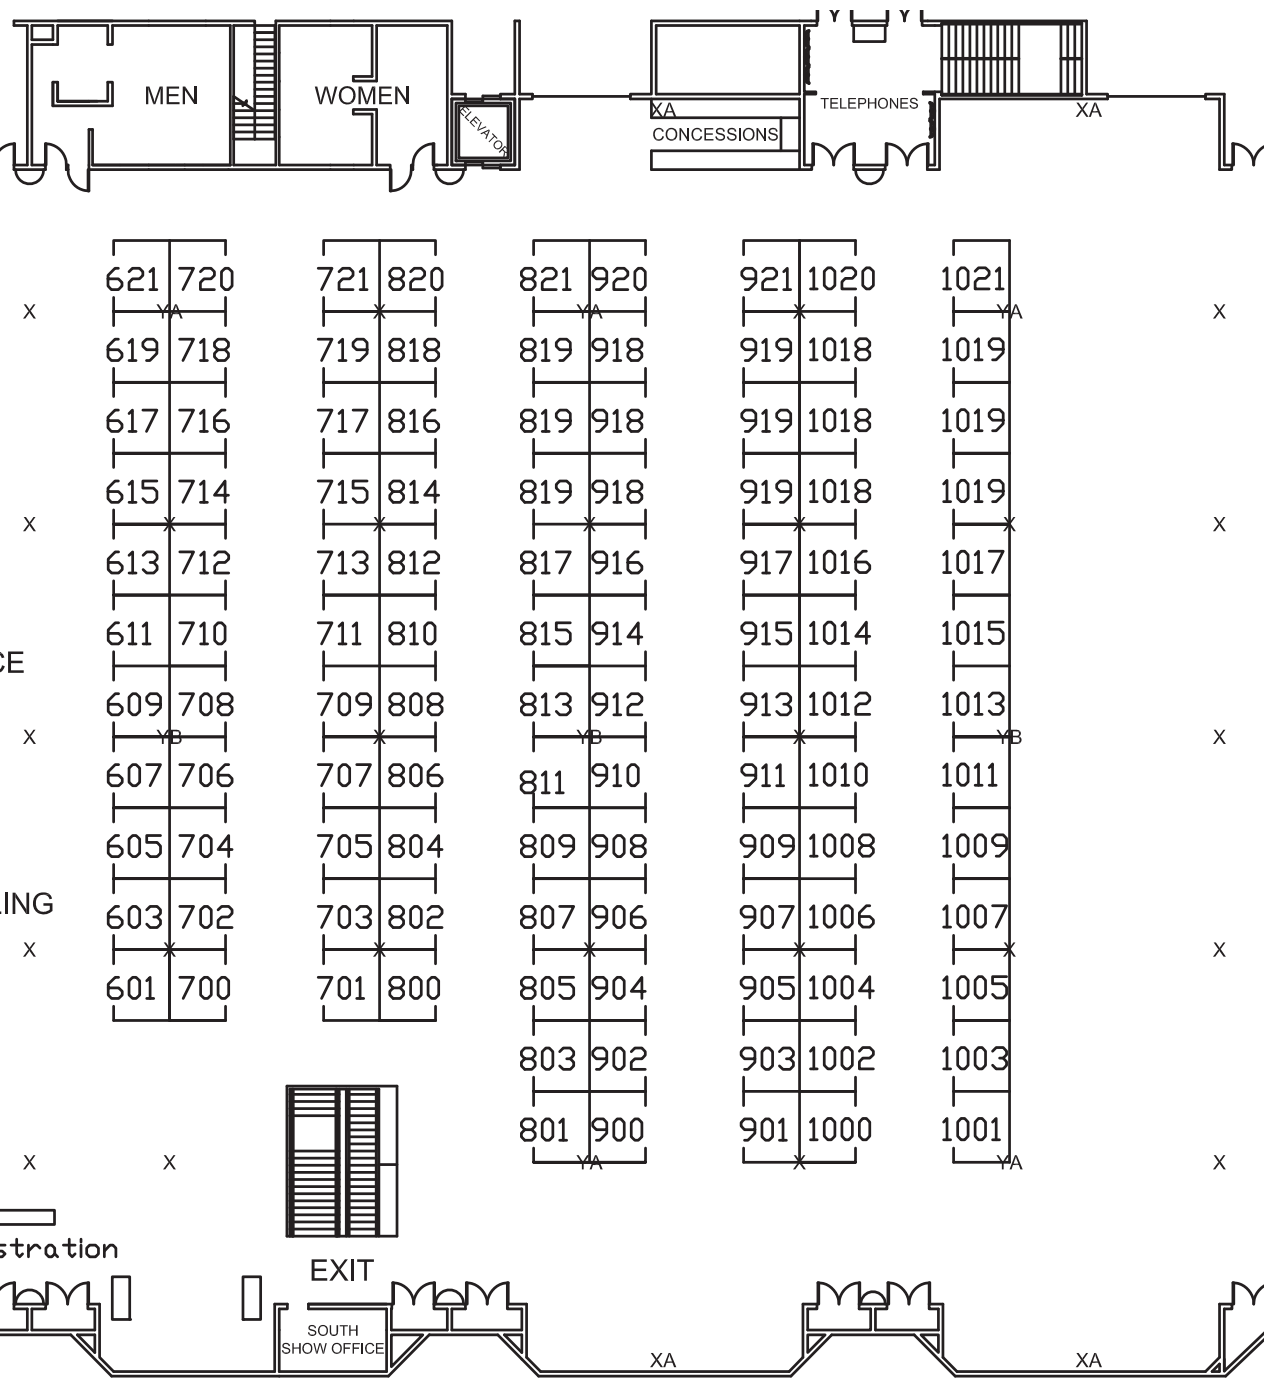 Y Y
MEN WOMEN ELEVATOR XA TELEPHONES XA
CONCESSIONS
621 720 721 820 821 920 921 1020 1021
X YA X YA X YA X
619 718 719 818 819 918 919 1018 1019
617 716 717 816 819 918 919 1018 1019
615 714 715 814 819 918 919 1018 1019
X X X X X X X
613 712 713 812 817 916 917 1016 1017
611 710 711 810 815 914 915 1014 1015
CE
609 708 709 808 813 912 913 1012 1013
X YB X YB X YB X
607 706 707 806 811 910 911 1010 1011
605 704 705 804 809 908 909 1008 1009
LING
603 702 703 802 807 906 907 1006 1007
X X X X X X X
601 700 701 800 805 904 905 1004 1005
803 902 903 1002 1003
801 900 901 1000 1001
X X YA X YA X
stration
EXIT
SOUTH
SHOW OFFICE
XA XA